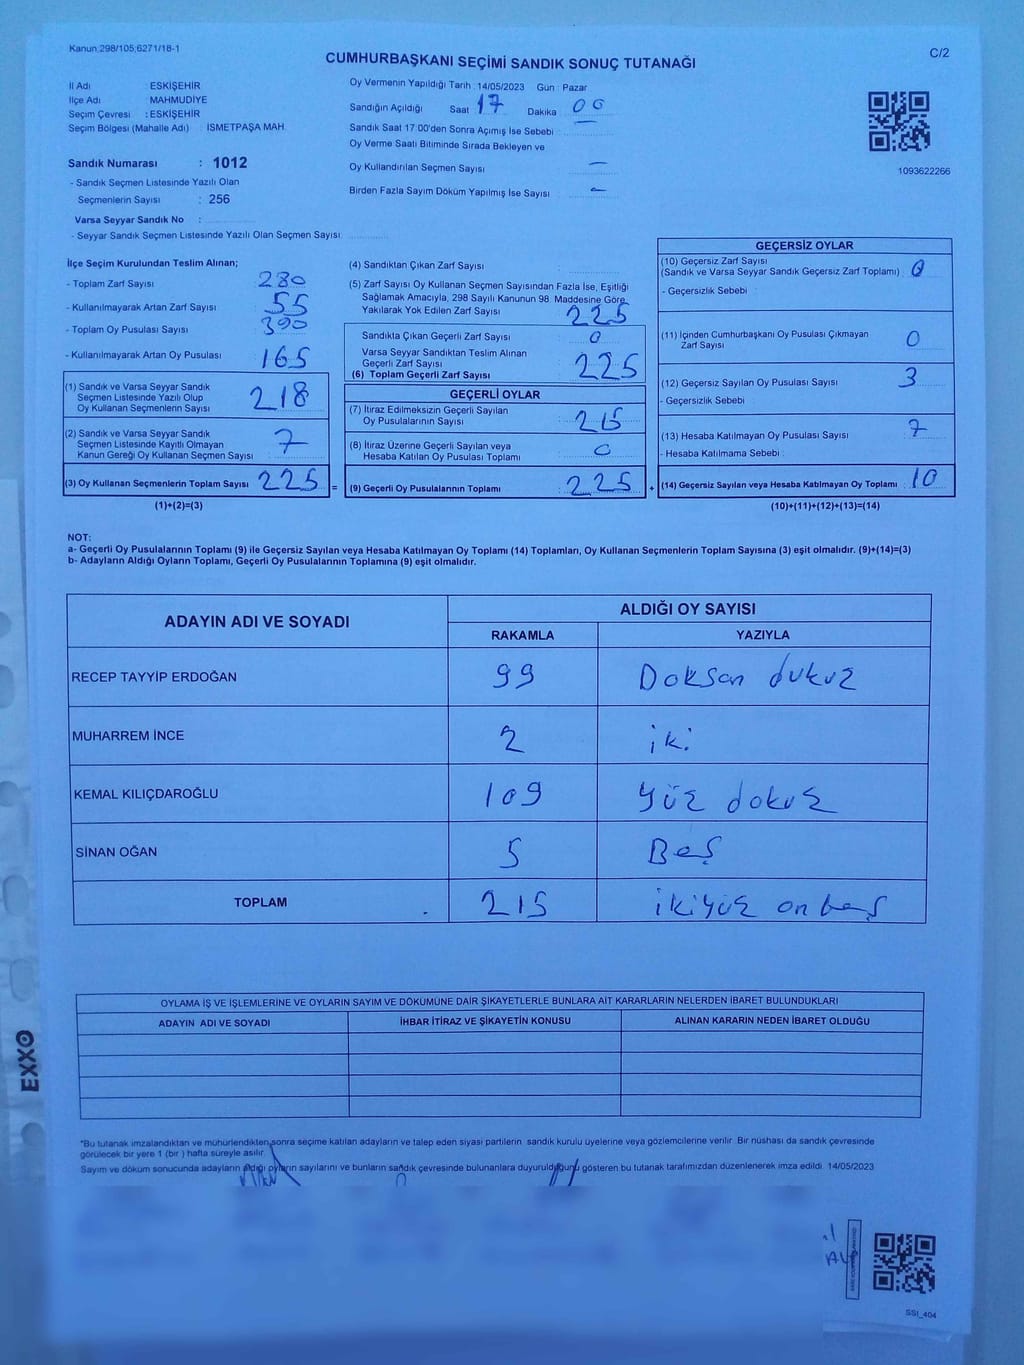 Kanun:298/105,6271/18-1
C/2
CUMHURBAŞKANI SEÇİMİ SANDIK SONUÇ TUTANAĞI
İl Adı ESKİŞEHİR
İlçe Adı MAHMUDİYE
Seçim Çevresi : ESKİŞEHİR
Seçim Bölgesi (Mahalle Adı) : İSMETPAŞA MAH.
Sandık Numarası : 1012
- Sandık Seçmen Listesinde Yazılı Olan
Seçmenlerin Sayısı : 256
Varsa Seyyar Sandık No :
- Seyyar Sandık Seçmen Listesinde Yazılı Olan Seçmen Sayısı:
Oy Vermenin Yapıldığı Tarih : 14/05/2023 Gün : Pazar
Sandığın Açıldığı Saat 17 Dakika 00
Sandık Saat 17:00'den Sonra Açımış İse Sebebi
Oy Verme Saati Bitiminde Sırada Bekleyen ve
Oy Kullandırılan Seçmen Sayısı —
Birden Fazla Sayım Döküm Yapılmış İse Sayısı —
1093622266
İlçe Seçim Kurulundan Teslim Alınan;
- Toplam Zarf Sayısı 280
- Kullanılmayarak Artan Zarf Sayısı 55
- Toplam Oy Pusulası Sayısı 390
- Kullanılmayarak Artan Oy Pusulası 165
(1) Sandık ve Varsa Seyyar Sandık
Seçmen Listesinde Yazılı Olup
Oy Kullanan Seçmenlerin Sayısı 218
(2) Sandık ve Varsa Seyyar Sandık
Seçmen Listesinde Kayıtlı Olmayan
Kanun Gereği Oy Kullanan Seçmen Sayısı 7
(3) Oy Kullanan Seçmenlerin Toplam Sayısı 225 =
(1)+(2)=(3)
(4) Sandıktan Çıkan Zarf Sayısı :
(5) Zarf Sayısı Oy Kullanan Seçmen Sayısından Fazla İse, Eşitliği
Sağlamak Amacıyla, 298 Sayılı Kanunun 98. Maddesine Göre
Yakılarak Yok Edilen Zarf Sayısı 225
Sandıkta Çıkan Geçerli Zarf Sayısı : 0
Varsa Seyyar Sandıktan Teslim Alınan
Geçerli Zarf Sayısı
(6) Toplam Geçerli Zarf Sayısı 225
GEÇERLİ OYLAR
(7) İtiraz Edilmeksizin Geçerli Sayılan
Oy Pusulalarının Sayısı : 215
(8) İtiraz Üzerine Geçerli Sayılan veya
Hesaba Katılan Oy Pusulası Toplamı 0
(9) Geçerli Oy Pusulalarının Toplamı : 225 +
GEÇERSİZ OYLAR
(10) Geçersiz Zarf Sayısı
(Sandık ve Varsa Seyyar Sandık Geçersiz Zarf Toplamı) : 0
- Geçersizlik Sebebi :
(11) İçinden Cumhurbaşkanı Oy Pusulası Çıkmayan
Zarf Sayısı 0
(12) Geçersiz Sayılan Oy Pusulası Sayısı 3
- Geçersizlik Sebebi
(13) Hesaba Katılmayan Oy Pusulası Sayısı 7
- Hesaba Katılmama Sebebi :
(14) Geçersiz Sayılan veya Hesaba Katılmayan Oy Toplamı : 10
(10)+(11)+(12)+(13)=(14)
NOT:
a- Geçerli Oy Pusulalarının Toplamı (9) ile Geçersiz Sayılan veya Hesaba Katılmayan Oy Toplamı (14) Toplamları, Oy Kullanan Seçmenlerin Toplam Sayısına (3) eşit olmalıdır. (9)+(14)=(3)
b- Adayların Aldığı Oyların Toplamı, Geçerli Oy Pusulalarının Toplamına (9) eşit olmalıdır.
ADAYIN ADI VE SOYADI ALDIĞI OY SAYISI
RAKAMLA YAZIYLA
RECEP TAYYİP ERDOĞAN 99 Doksan dukuz
MUHARREM İNCE 2 iki
KEMAL KILIÇDAROĞLU 109 yüz dokuz
SİNAN OĞAN 5 Beş
TOPLAM 215 ikiyüz onbeş
OYLAMA İŞ VE İŞLEMLERİNE VE OYLARIN SAYIM VE DÖKÜMÜNE DAİR ŞİKAYETLERLE BUNLARA AİT KARARLARIN NELERDEN İBARET BULUNDUKLARI
ADAYIN ADI VE SOYADI İHBAR İTİRAZ VE ŞİKAYETİN KONUSU ALINAN KARARIN NEDEN İBARET OLDUĞU
*Bu tutanak imzalandıktan ve mühürlendikten sonra seçime katılan adayların ve talep eden siyasi partilerin sandık kurulu üyelerine veya gözlemcilerine verilir. Bir nüshası da sandık çevresinde
görülecek bir yere 1 (bir ) hafta süreyle asılır.
Sayım ve döküm sonucunda adayların aldığı oyların sayılarını ve bunların sandık çevresinde bulunanlara duyurulduğunu gösteren bu tutanak tarafımızdan düzenlenerek imza edildi. 14/05/2023
EXXO
SSI_404